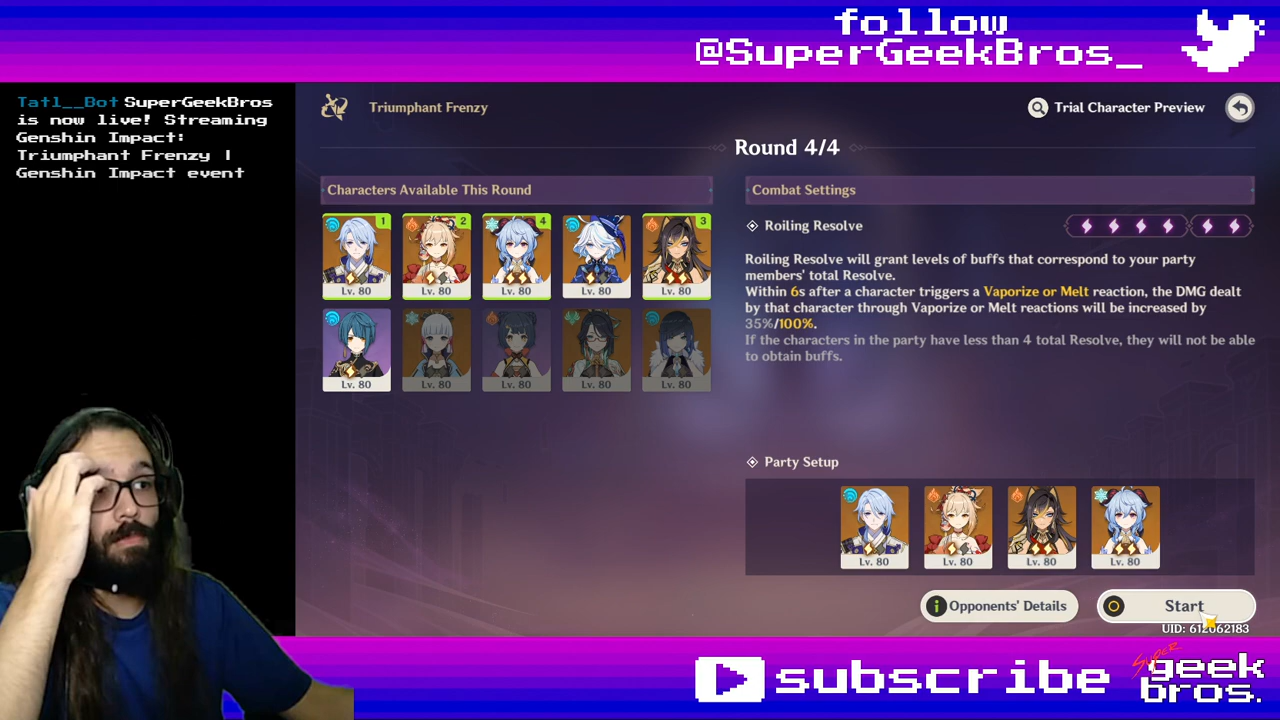 follow
@SuperGeekBros_
Tatl__Bot SuperGeekBros
is now live! Streaming
Genshin Impact:
Triumphant Frenzy |
Genshin Impact event
Triumphant Frenzy
Trial Character Preview
Round 4/4
Characters Available This Round
1
2
4
3
Lv. 80
Lv. 80
Lv. 80
Lv. 80
Lv. 80
Lv. 80
Lv. 80
Lv. 80
Lv. 80
Lv. 80
Combat Settings
Roiling Resolve
Roiling Resolve will grant levels of buffs that correspond to your party
members' total Resolve.
Within 6s after a character triggers a Vaporize or Melt reaction, the DMG dealt
by that character through Vaporize or Melt reactions will be increased by
35%/100%.
If the characters in the party have less than 4 total Resolve, they will not be able
to obtain buffs.
Party Setup
Lv. 80
Lv. 80
Lv. 80
Lv. 80
Opponents' Details
Start
UID: 612062183
subscribe
Super
geek
bros.